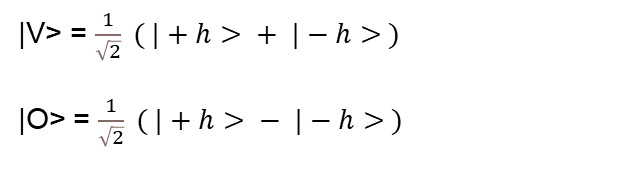 |V> = 1/√2 (| + h > + | − h >)
|O> = 1/√2 (| + h > − | − h >)